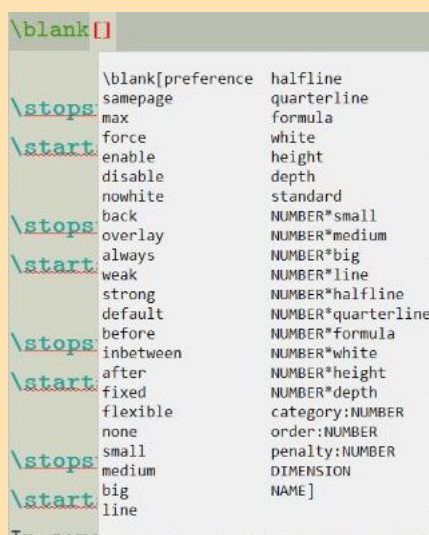 \blank[]
\blank[preference halfline
samepage quarterline
max formula
force white
enable height
disable depth
nowhite standard
back NUMBER*small
overlay NUMBER*medium
always NUMBER*big
weak NUMBER*line
strong NUMBER*halfline
default NUMBER*quarterline
before NUMBER*formula
inbetween NUMBER*white
after NUMBER*height
fixed NUMBER*depth
flexible category:NUMBER
none order:NUMBER
small penalty:NUMBER
medium DIMENSION
big NAME]
line
\stops
\start
\stops
\start
\stops
\start
\stops
\start